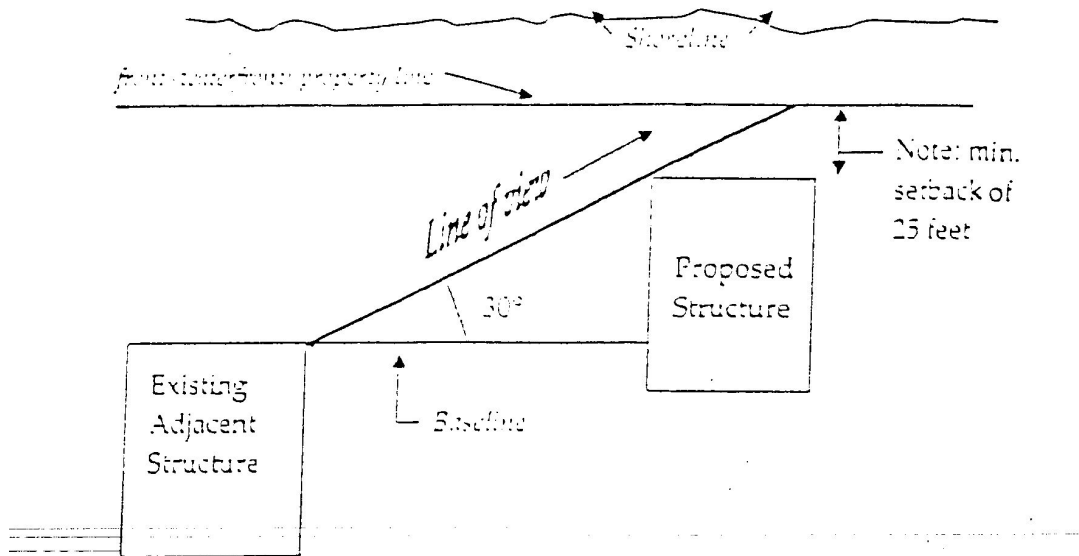 Shoreline
front (waterfront) property line
Note: min.
setback of
25 feet
Line of view
Proposed
Structure
30°
Existing
Adjacent
Structure
Baseline